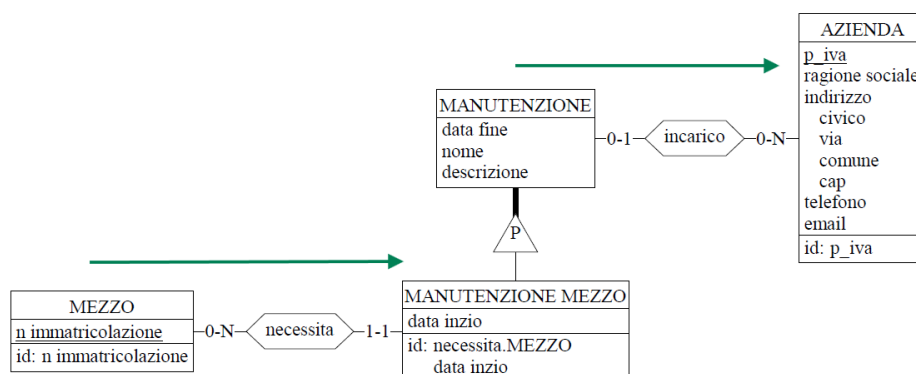 AZIENDA
p_iva
ragione sociale
indirizzo
civico
via
comune
cap
telefono
email
id: p_iva
MANUTENZIONE
data fine
nome
descrizione
0-1
incarico
0-N
P
MEZZO
n immatricolazione
id: n immatricolazione
0-N
necessita
1-1
MANUTENZIONE MEZZO
data inzio
id: necessita.MEZZO
data inzio